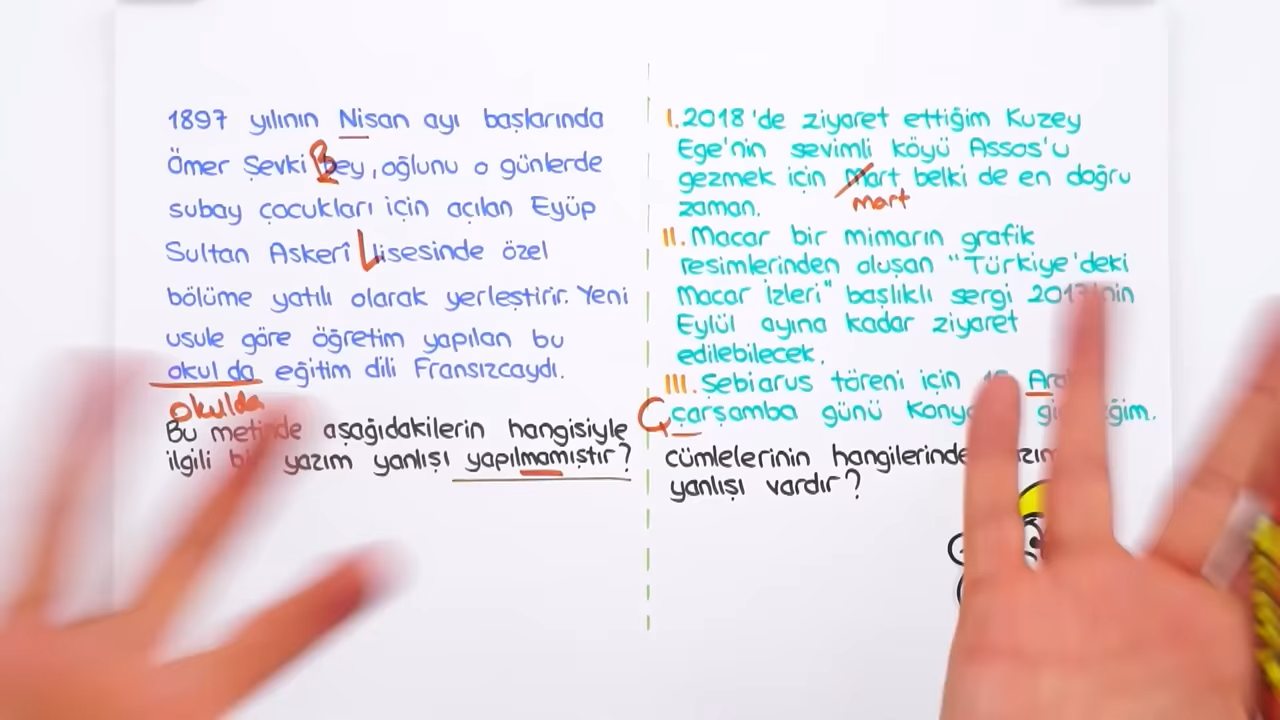 1897 yılının Nisan ayı başlarında
Ömer Şevki Bey, oğlunu o günlerde
subay çocukları için açılan Eyüp
Sultan Askerî Lisesinde özel
bölüme yatılı olarak yerleştirir. Yeni
usule göre öğretim yapılan bu
okul da eğitim dili Fransızcaydı.
okulda
Bu metinde aşağıdakilerin hangisiyle
ilgili bir yazım yanlışı yapılmamıştır?
I. 2018'de ziyaret ettiğim Kuzey
Ege'nin sevimli köyü Assos'u
gezmek için Mart belki de en doğru
mart
zaman.
II. Macar bir mimarın grafik
resimlerinden oluşan "Türkiye'deki
Macar İzleri" başlıklı sergi
Eylül ayına kadar ziyaret
edilebilecek.
III. Şebiarus töreni için
Ç çarşamba günü
cümlelerinin hangilerinde yazım
yanlışı vardır?